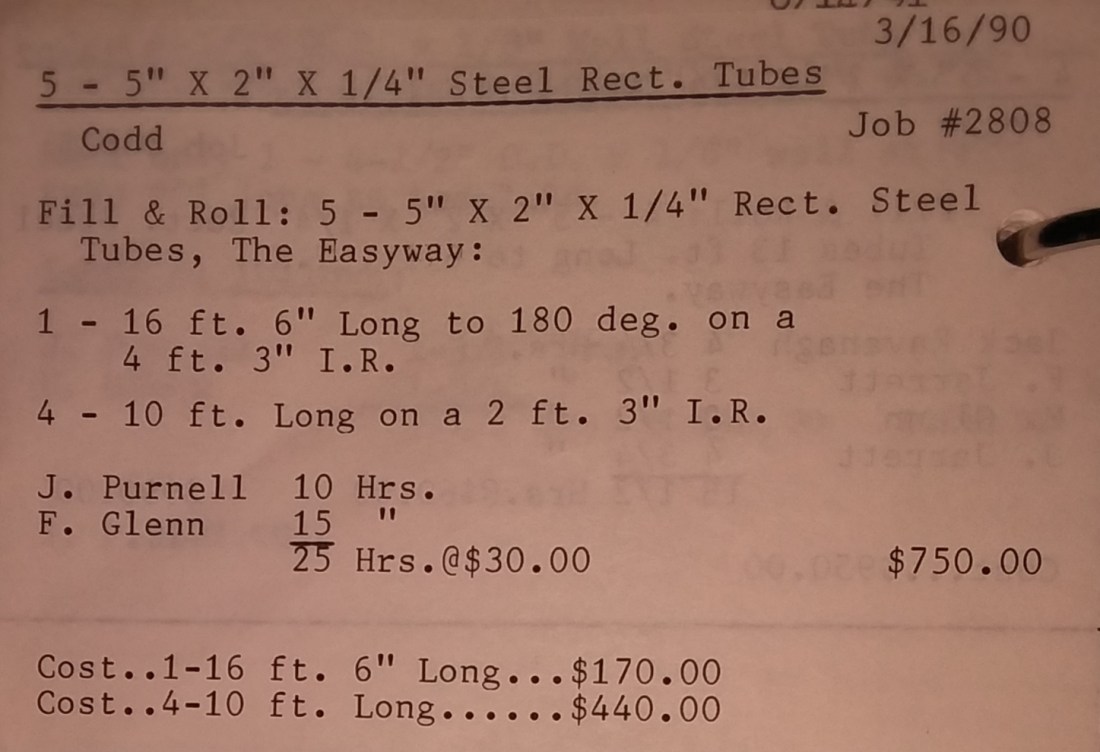 3/16/90
5 - 5" X 2" X 1/4" Steel Rect. Tubes
Codd
Job #2808
Fill & Roll: 5 - 5" X 2" X 1/4" Rect. Steel
Tubes, The Easyway:
1 - 16 ft. 6" Long to 180 deg. on a
4 ft. 3" I.R.
4 - 10 ft. Long on a 2 ft. 3" I.R.
J. Purnell 10 Hrs.
F. Glenn 15 "
25 Hrs.@$30.00 $750.00
Cost..1-16 ft. 6" Long...$170.00
Cost..4-10 ft. Long......$440.00